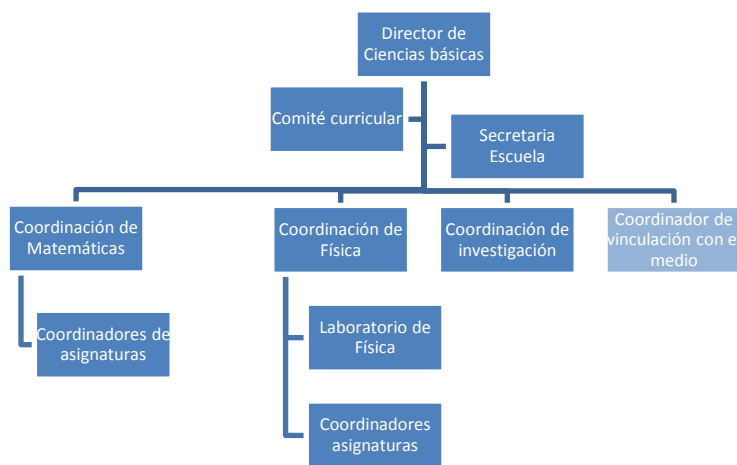 Director de
Ciencias básicas
Comité curricular
Secretaria
Escuela
Coordinación de
Matemáticas
Coordinación de
Física
Coordinación de
investigación
Coordinador de
vinculación con e
medio
Coordinadores de
asignaturas
Laboratorio de
Física
Coordinadores
asignaturas